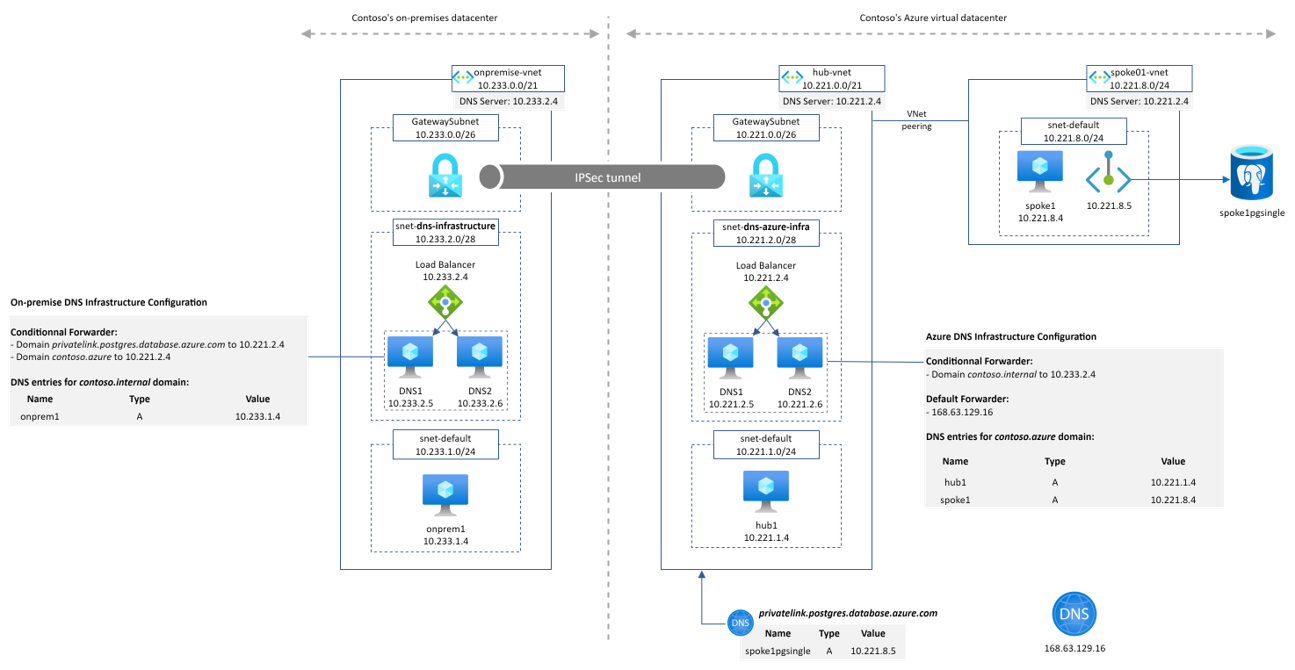 Contoso's on-premises datacenter
Contoso's Azure virtual datacenter
onpremise-vnet
10.233.0.0/21
DNS Server: 10.233.2.4
GatewaySubnet
10.233.0.0/26
snet-dns-infrastructure
10.233.2.0/28
Load Balancer
10.233.2.4
DNS1
10.233.2.5
DNS2
10.233.2.6
snet-default
10.233.1.0/24
onprem1
10.233.1.4
IPSec tunnel
hub-vnet
10.221.0.0/21
DNS Server: 10.221.2.4
GatewaySubnet
10.221.0.0/26
snet-dns-azure-infra
10.221.2.0/28
Load Balancer
10.221.2.4
DNS1
10.221.2.5
DNS2
10.221.2.6
snet-default
10.221.1.0/24
hub1
10.221.1.4
VNet
peering
spoke01-vnet
10.221.8.0/24
DNS Server: 10.221.2.4
snet-default
10.221.8.0/24
spoke1
10.221.8.4
10.221.8.5
spoke1pgsingle
On-premise DNS Infrastructure Configuration
Conditionnal Forwarder:
- Domain privatelink.postgres.database.azure.com to 10.221.2.4
- Domain contoso.azure to 10.221.2.4
DNS entries for contoso.internal domain:
Name Type Value
onprem1 A 10.233.1.4
Azure DNS Infrastructure Configuration
Conditionnal Forwarder:
- Domain contoso.internal to 10.233.2.4
Default Forwarder:
- 168.63.129.16
DNS entries for contoso.azure domain:
Name Type Value
hub1 A 10.221.1.4
spoke1 A 10.221.8.4
DNS
privatelink.postgres.database.azure.com
Name Type Value
spoke1pgsingle A 10.221.8.5
DNS
168.63.129.16